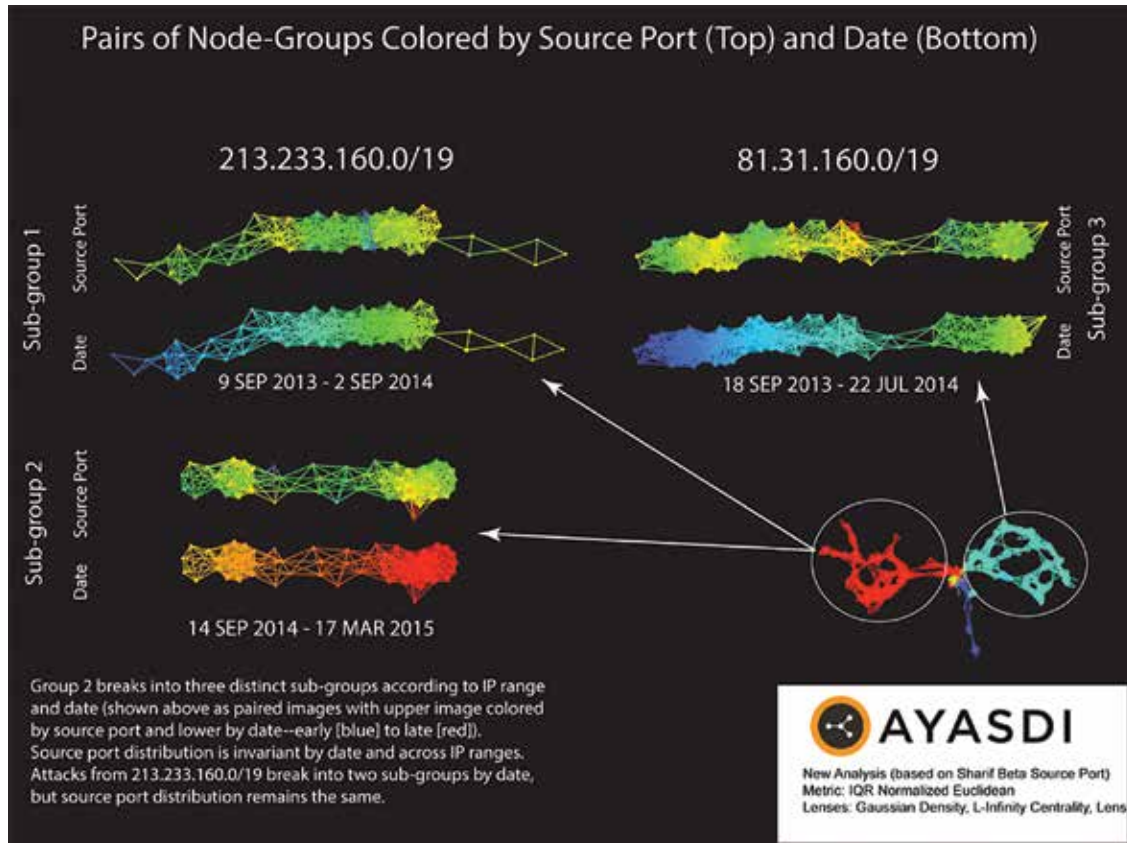 Pairs of Node-Groups Colored by Source Port (Top) and Date (Bottom)
213.233.160.0/19
81.31.160.0/19
Sub-group 1
Source Port
Date
9 SEP 2013 - 2 SEP 2014
Source Port
Date
Sub-group 3
18 SEP 2013 - 22 JUL 2014
Sub-group 2
Source Port
Date
14 SEP 2014 - 17 MAR 2015
Group 2 breaks into three distinct sub-groups according to IP range
and date (shown above as paired images with upper image colored
by source port and lower by date--early [blue] to late [red]).
Source port distribution is invariant by date and across IP ranges.
Attacks from 213.233.160.0/19 break into two sub-groups by date,
but source port distribution remains the same.
AYASDI
New Analysis (based on Sharif Beta Source Port)
Metric: IQR Normalized Euclidean
Lenses: Gaussian Density, L-Infinity Centrality, Lens